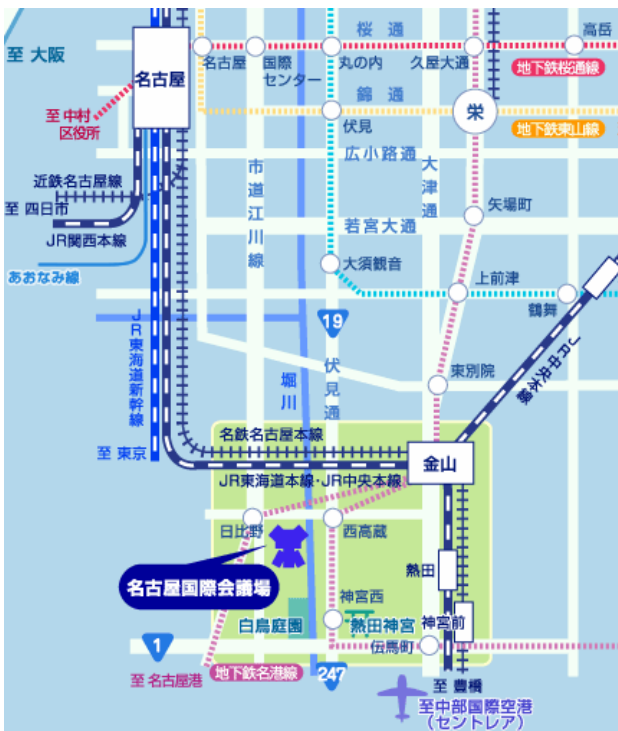 桜通
高岳
至 大阪
名古屋
名古屋
国際
センター
丸の内
久屋大通
地下鉄桜通線
錦通
栄
至 中村
区役所
伏見
地下鉄東山線
広小路通
市道江川線
大津通
近鉄名古屋線
至 四日市
矢場町
若宮大通
JR関西本線
あおなみ線
大須観音
上前津
鶴舞
JR東海道新幹線
19
堀川
伏見通
東別院
JR中央本線
名鉄名古屋本線
至 東京
金山
JR東海道本線・JR中央本線
日比野
西高蔵
名古屋国際会議場
熱田
神宮西
白鳥庭園
熱田神宮
神宮前
伝馬町
1
至 名古屋港
地下鉄名港線
247
至 豊橋
至中部国際空港
(セントレア)